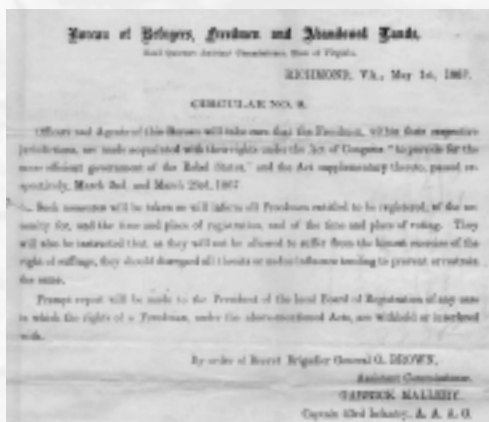 Bureau of Refugees, Freedmen and Abandoned Lands,
Head Quarters Assistant Commissioner, State of Virginia,
RICHMOND, VA., May 1st, 1867.
CIRCULAR NO.
Officers and Agents of this Bureau will take care that the Freedmen, within their respective
jurisdictions, are made acquainted with their rights under the Act of Congress "to provide for the
more efficient government of the Rebel States," and the Act supplementary thereto, passed re-
spectively, March 2nd, and March 23rd, 1867.
Such measures will be taken as will inform all Freedmen entitled to be registered, of the ne-
cessity for, and the time and place of registration, and of the time and place of voting. They
will also be instructed that, as they will not be allowed to suffer from the honest exercise of the
right of suffrage, they should disregard all threats or undue influence tending to prevent or restrain
the same.
Prompt report will be made to the President of the local Board of Registration of any case
in which the rights of a Freedman, under the above-mentioned Acts, are withheld or interfered
with.
By order of Brevet Brigadier General O. BROWN,
Assistant Commissioner.
GARRICK MALLERY,
Captain 43rd Infantry, A. A. A. G.